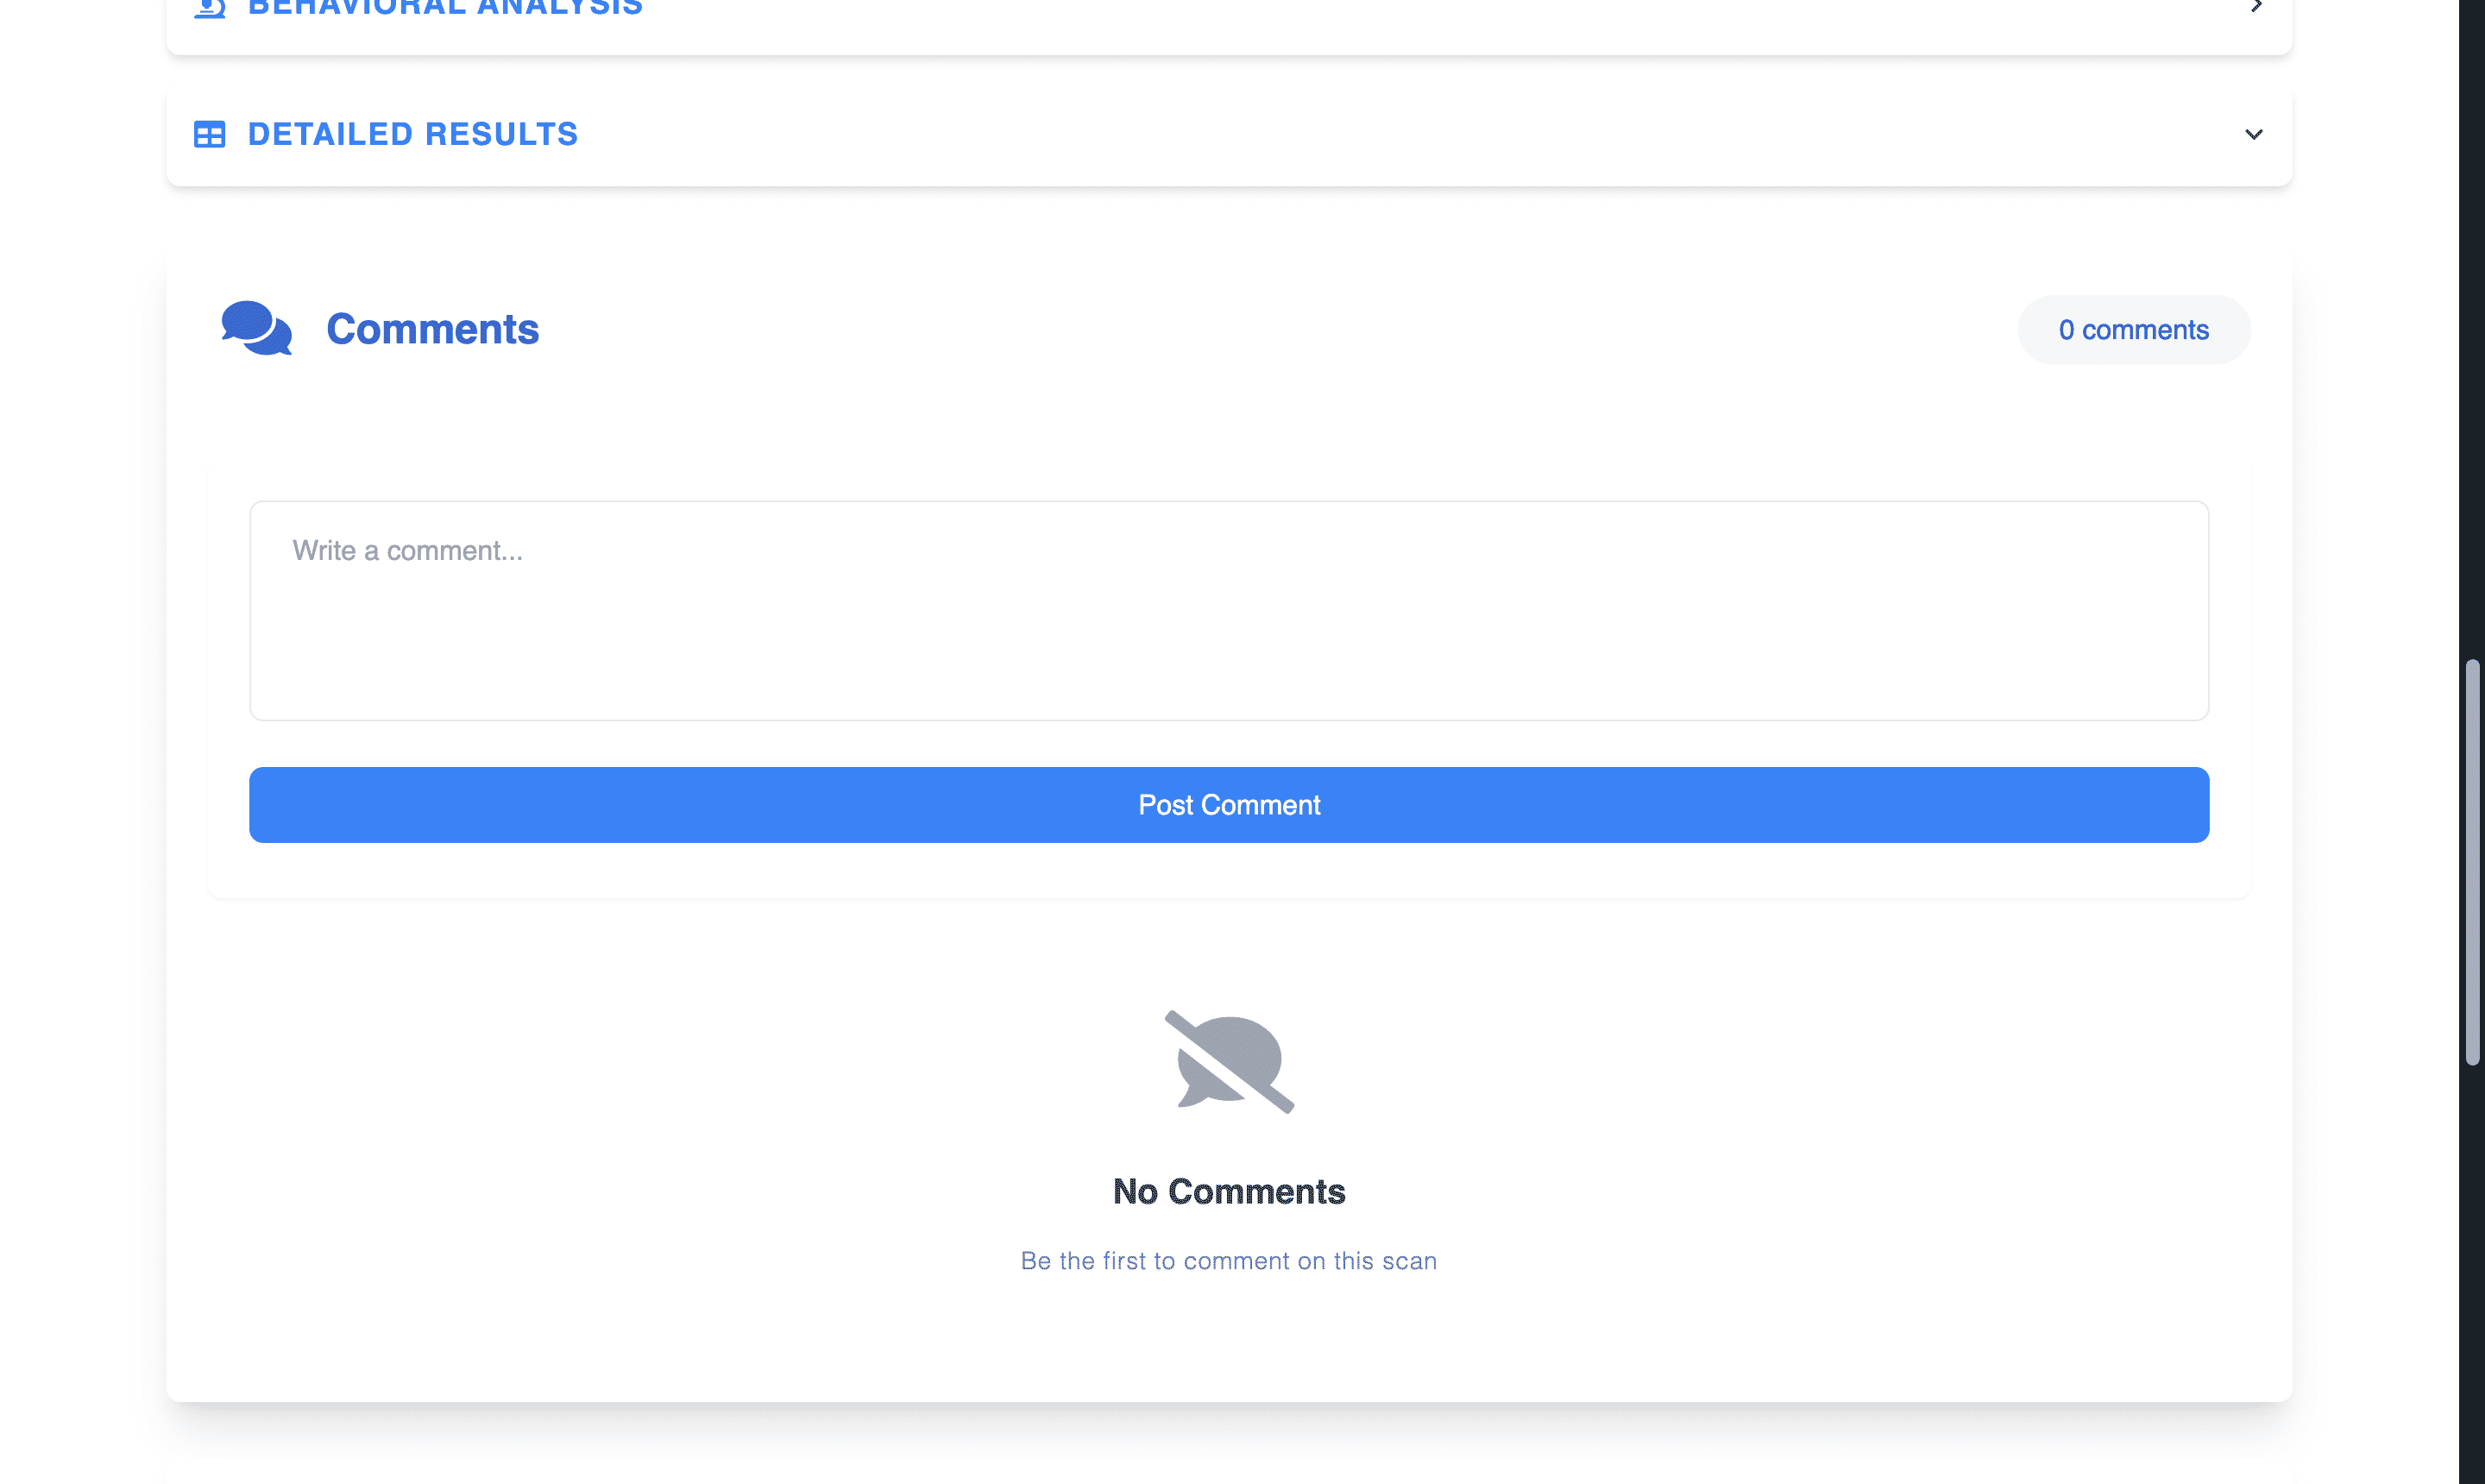 BEHAVIORAL ANALYSIS
DETAILED RESULTS
Comments
0 comments
Write a comment...
Post Comment
No Comments
Be the first to comment on this scan